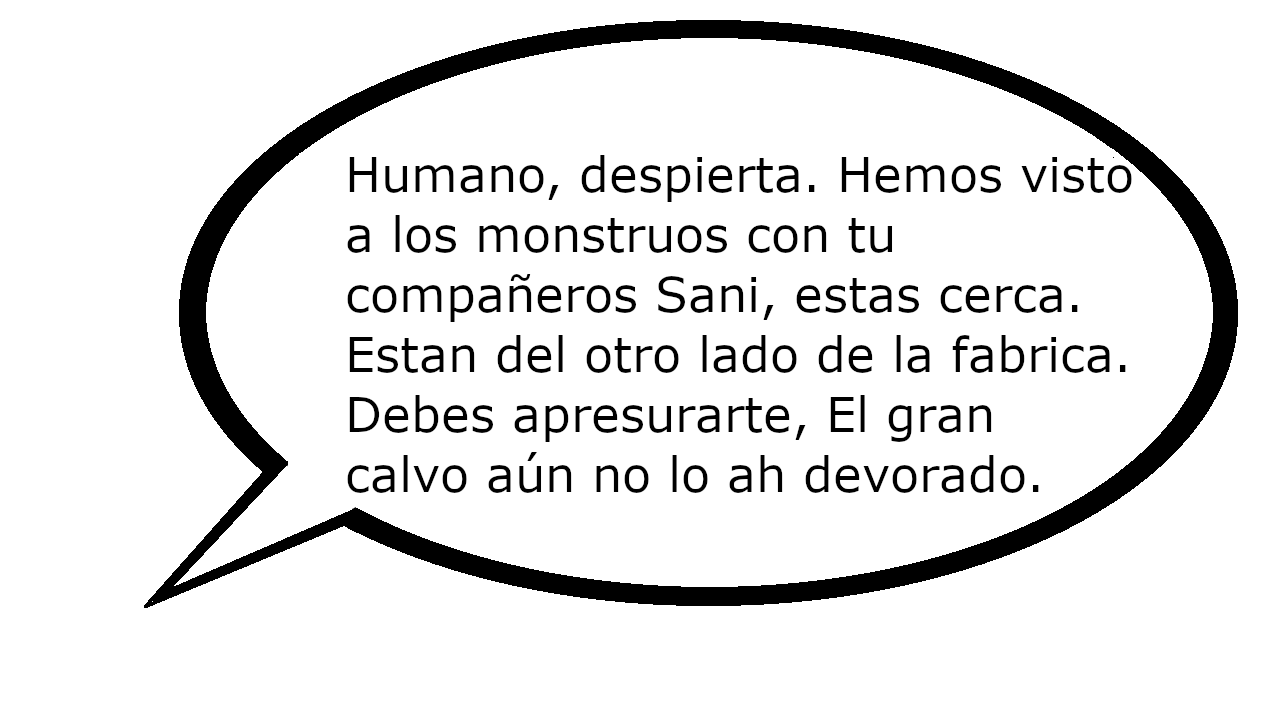 Humano, despierta. Hemos visto
a los monstruos con tu
compañeros Sani, estas cerca.
Estan del otro lado de la fabrica.
Debes apresurarte, El gran
calvo aún no lo ah devorado.